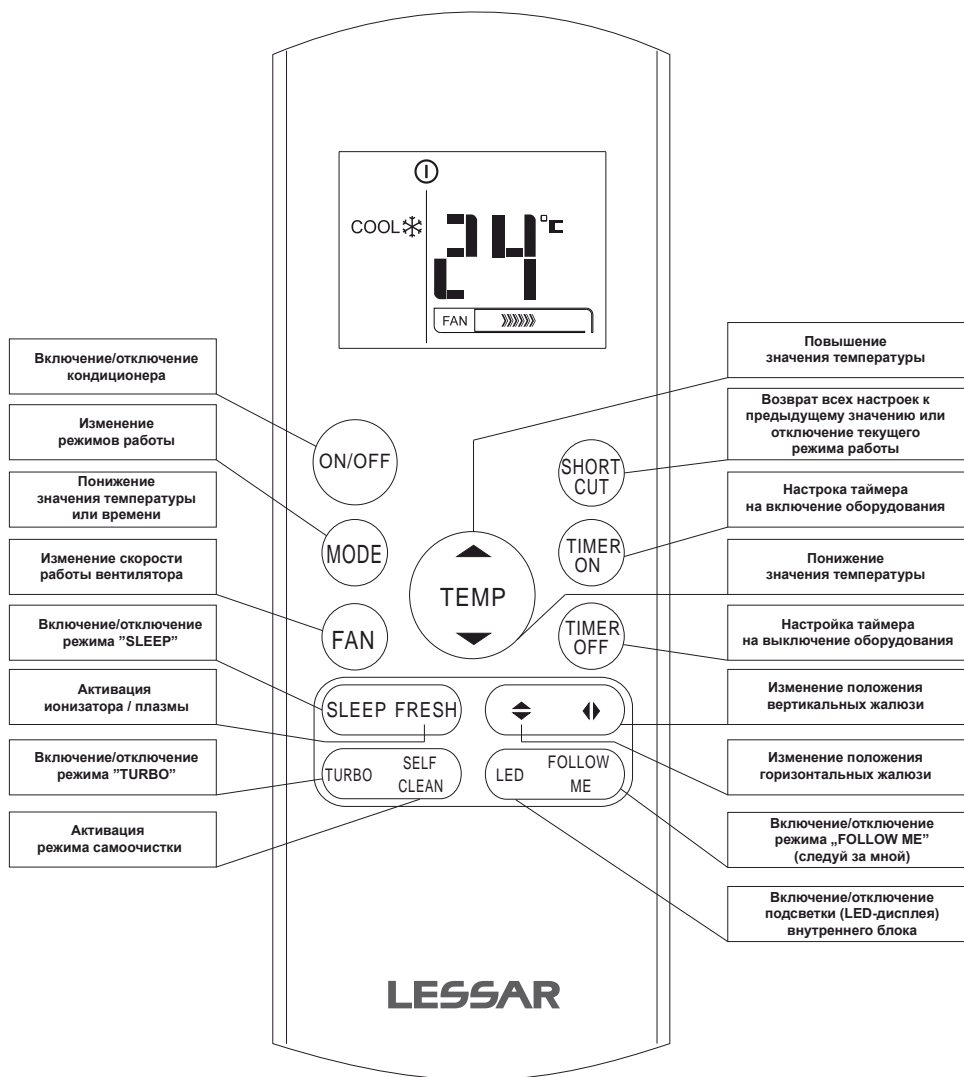 COOL
24°C
FAN
Включение/отключение
кондиционера
Изменение
режимов работы
Понижение
значения температуры
или времени
Изменение скорости
работы вентилятора
Включение/отключение
режима ”SLEEP”
Активация
ионизатора / плазмы
Включение/отключение
режима ”TURBO”
Активация
режима самоочистки
ON/OFF
MODE
FAN
TEMP
SHORT
CUT
TIMER
ON
TIMER
OFF
SLEEP FRESH
TURBO
SELF
CLEAN
LED
FOLLOW
ME
Повышение
значения температуры
Возврат всех настроек к
предыдущему значению или
отключение текущего
режима работы
Настрока таймера
на включение оборудования
Понижение
значения температуры
Настройка таймера
на выключение оборудования
Изменение положения
вертикальных жалюзи
Изменение положения
горизонтальных жалюзи
Включение/отключение
режима „FOLLOW ME”
(следуй за мной)
Включение/отключение
подсветки (LED-дисплея)
внутреннего блока
LESSAR